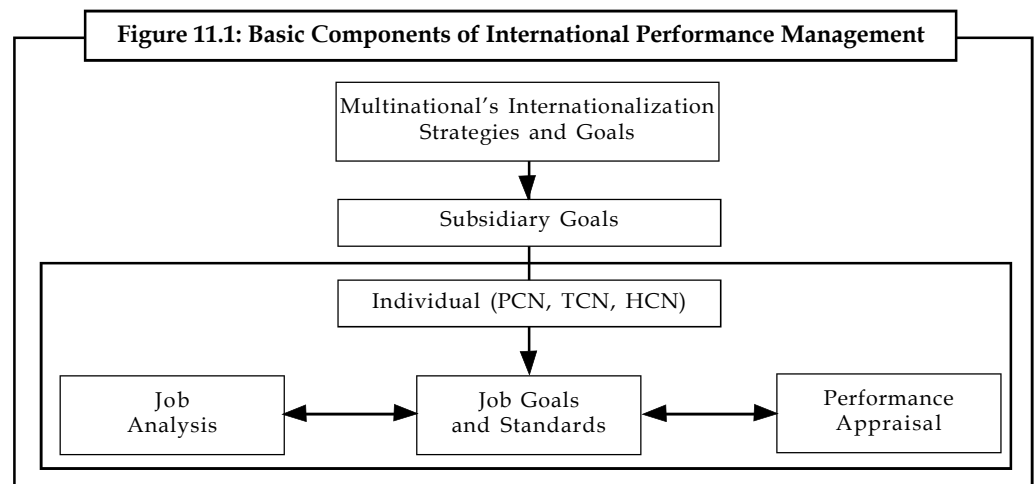 Figure 11.1: Basic Components of International Performance Management
Multinational's Internationalization
Strategies and Goals
Subsidiary Goals
Individual (PCN, TCN, HCN)
Job
Analysis
Job Goals
and Standards
Performance
Appraisal